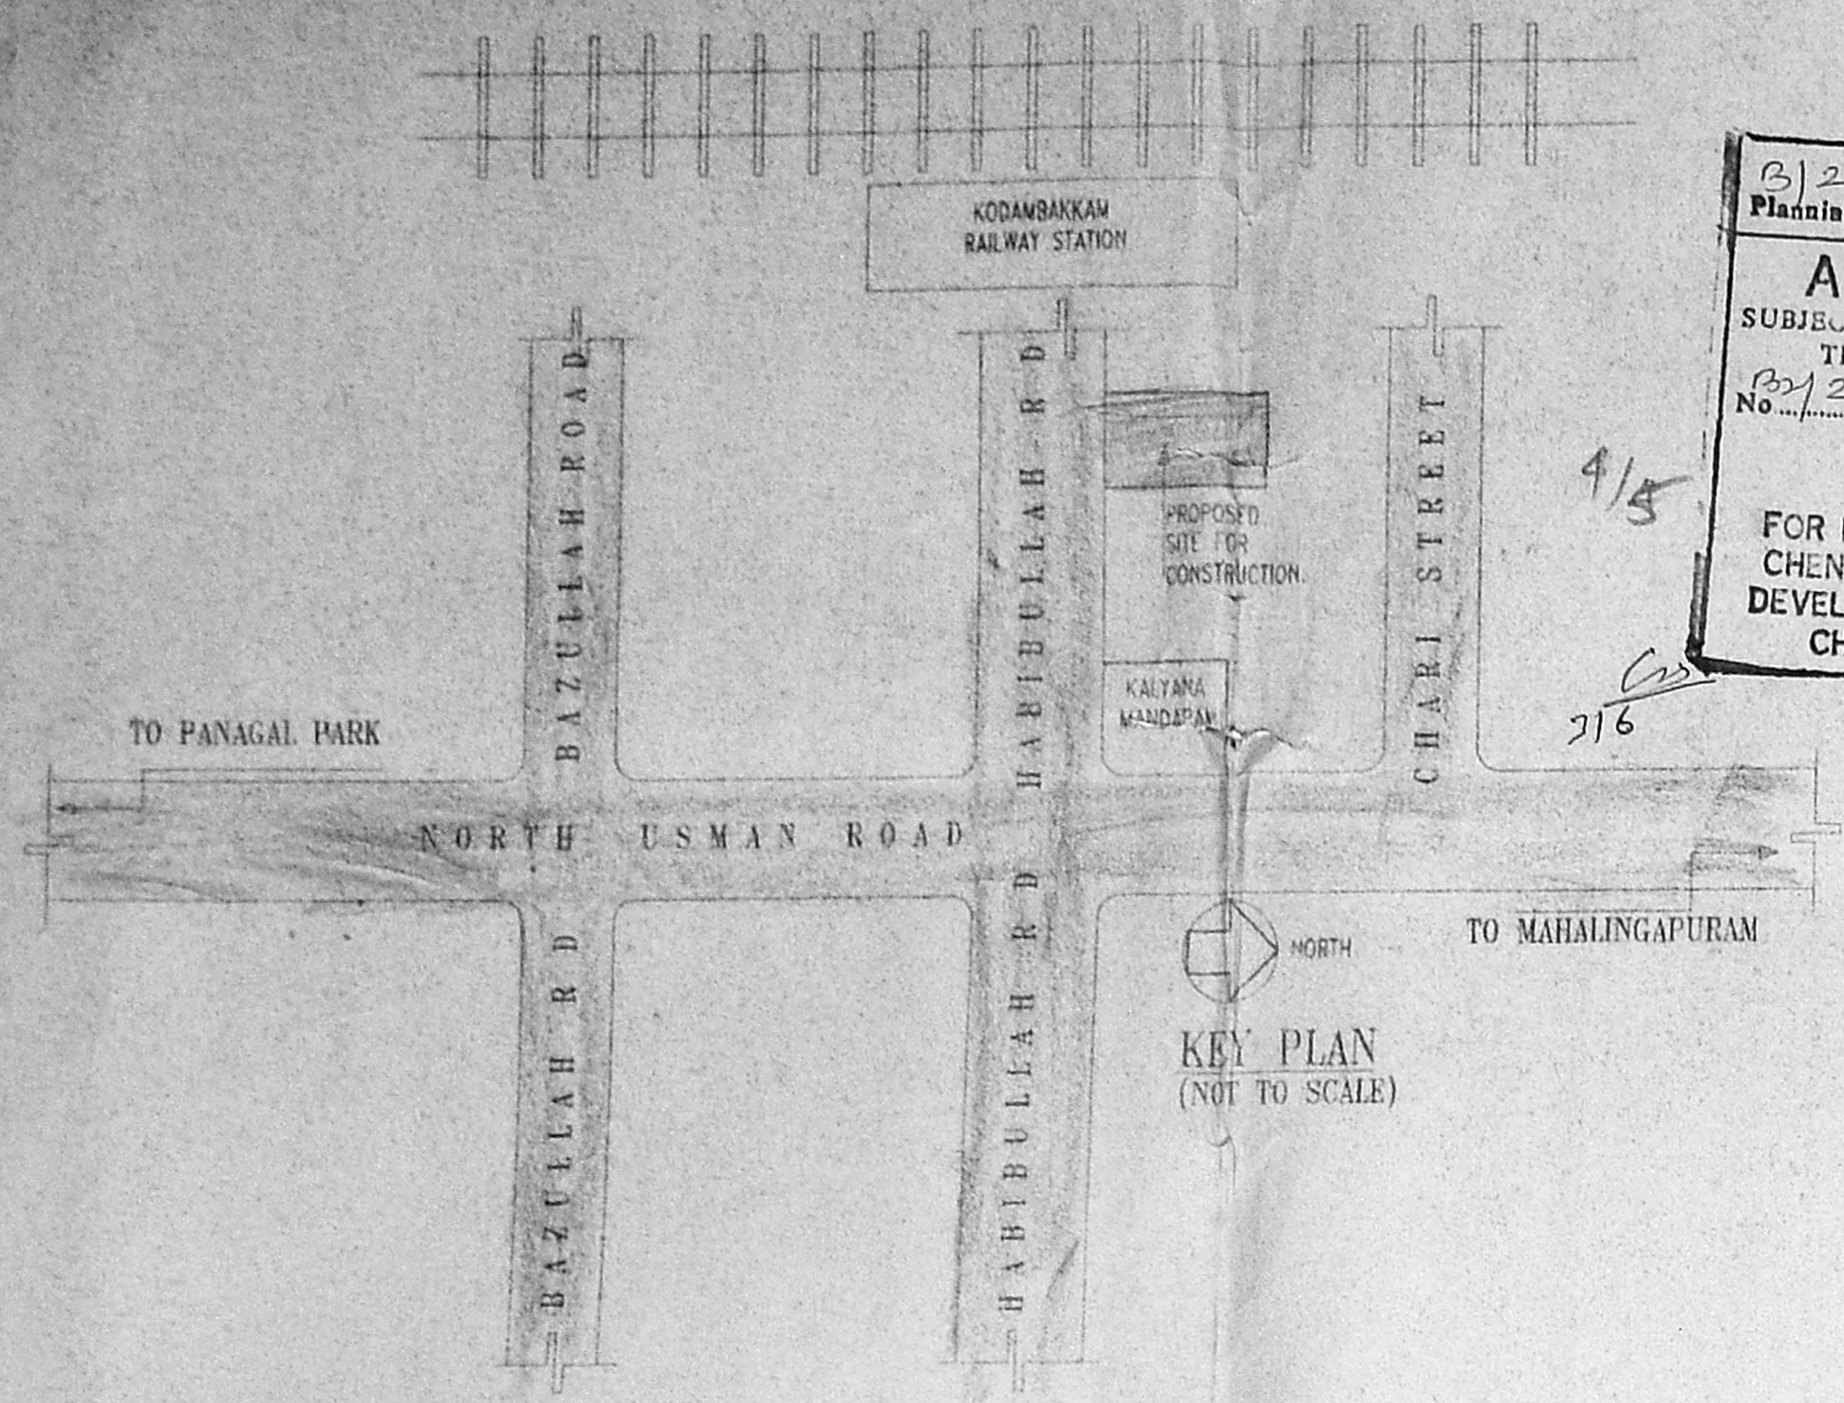 KODAMBAKKAM
RAILWAY STATION
B/2
Plannin
A
SUBJEC
No
4/5
FOR
CHEN
DEVEL
CH
7/6
BAZULLAH ROAD
HABIBULLAH RD
CHARI STREET
PROPOSED
SITE FOR
CONSTRUCTION.
KALYANA
MANDAPAM
TO PANAGAL PARK
NORTH USMAN ROAD
TO MAHALINGAPURAM
BAZULLAH RD
HABIBULLAH RD
NORTH
KEY PLAN
(NOT TO SCALE)